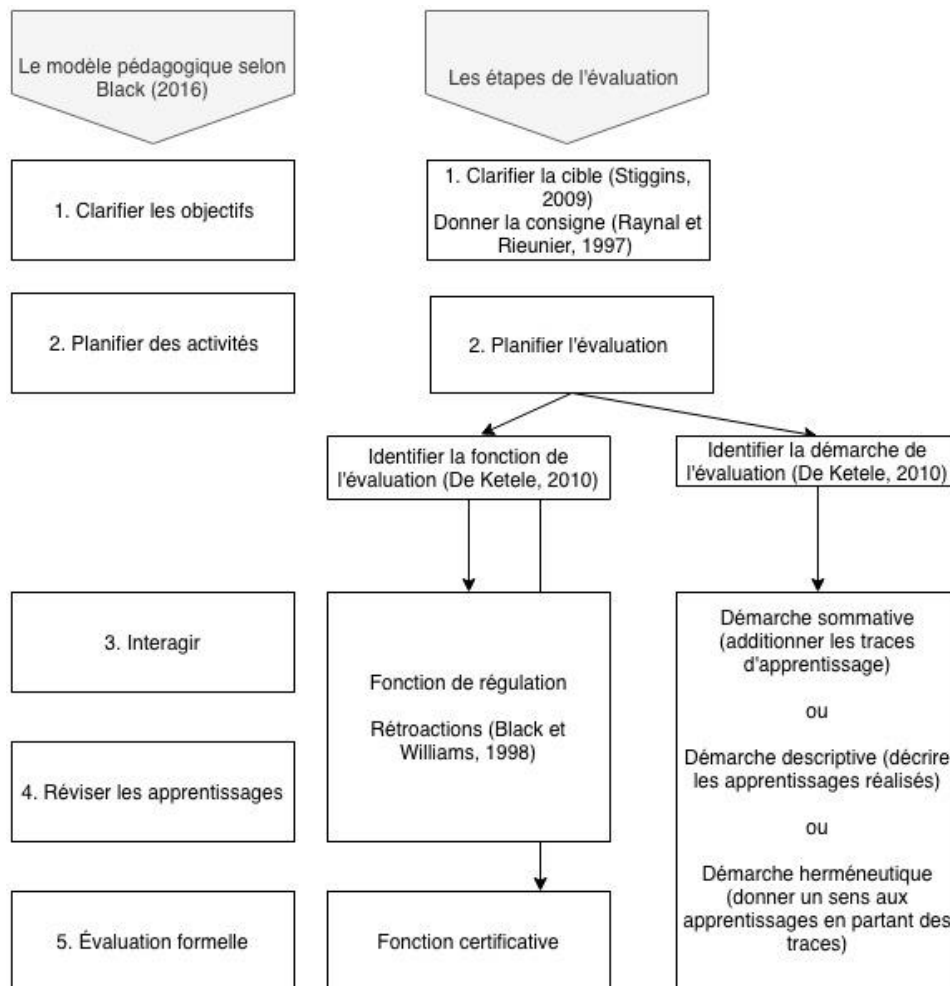 Le modèle pédagogique selon
Black (2016)
Les étapes de l'évaluation
1. Clarifier les objectifs
1. Clarifier la cible (Stiggins,
2009)
Donner la consigne (Raynal et
Rieunier, 1997)
2. Planifier des activités
2. Planifier l'évaluation
Identifier la fonction de
l'évaluation (De Ketele, 2010)
Identifier la démarche de
l'évaluation (De Ketele, 2010)
3. Interagir
4. Réviser les apprentissages
Fonction de régulation
Rétroactions (Black et
Williams, 1998)
Démarche sommative
(additionner les traces
d'apprentissage)
ou
Démarche descriptive (décrire
les apprentissages réalisés)
ou
Démarche herméneutique
(donner un sens aux
apprentissages en partant des
traces)
5. Évaluation formelle
Fonction certificative